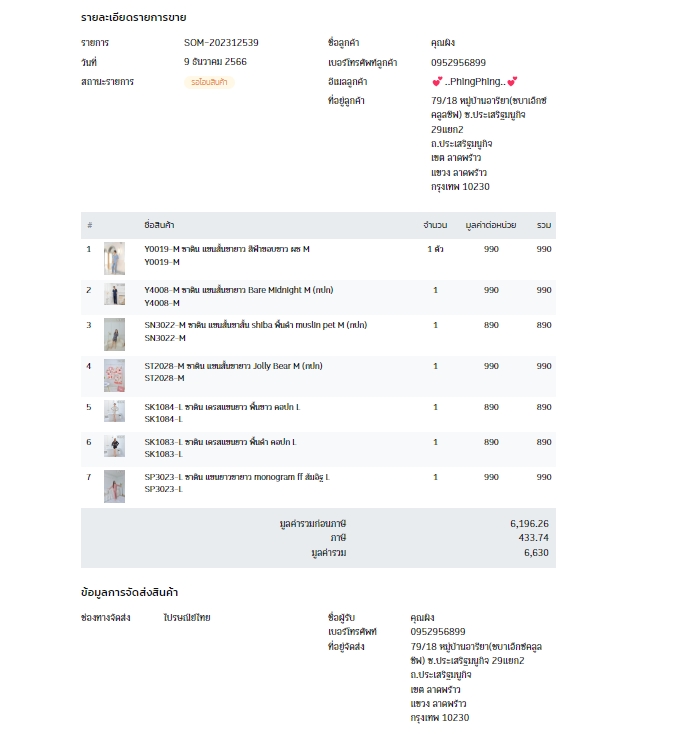 รายละเอียดรายการขาย
รายการ SOM-202312539
วันที่ 9 ธันวาคม 2566
สถานะรายการ รอโอนสินค้า
ชื่อลูกค้า คุณผิง
เบอร์โทรศัพท์ลูกค้า 0952956899
อีเมลลูกค้า 💕..PhingPhing..💕
ที่อยู่ลูกค้า 79/18 หมู่บ้านอารียา(ชบาเอ็กซ์
คลูลซีฟ) ซ.ประเสริฐมนูกิจ
29แยก2
ถ.ประเสริฐมนูกิจ
เขต ลาดพร้าว
แขวง ลาดพร้าว
กรุงเทพ 10230
# ชื่อสินค้า จำนวน มูลค่าต่อหน่วย รวม
1 Y0019-M ซาติน แขนสั้นขายาว สีฟ้าขอบขาว ผช M 1 ตัว 990 990
Y0019-M
2 Y4008-M ซาติน แขนสั้นขายาว Bare Midnight M (กปก) 1 990 990
Y4008-M
3 SN3022-M ซาติน แขนสั้นขาสั้น shiba พื้นดำ muslin pet M (กปก) 1 890 890
SN3022-M
4 ST2028-M ซาติน แขนสั้นขายาว Jolly Bear M (กปก) 1 990 990
ST2028-M
5 SK1084-L ซาติน เดรสแขนยาว พื้นขาว คอปก L 1 890 890
SK1084-L
6 SK1083-L ซาติน เดรสแขนยาว พื้นดำ คอปก L 1 890 890
SK1083-L
7 SP3023-L ซาติน แขนยาวขายาว monogram ff ส้มอิฐ L 1 990 990
SP3023-L
มูลค่ารวมก่อนภาษี 6,196.26
ภาษี 433.74
มูลค่ารวม 6,630
ข้อมูลการจัดส่งสินค้า
ช่องทางจัดส่ง ไปรษณีย์ไทย
ชื่อผู้รับ คุณผิง
เบอร์โทรศัพท์ 0952956899
ที่อยู่จัดส่ง 79/18 หมู่บ้านอารียา(ชบาเอ็กซ์คลูล
ซีฟ) ซ.ประเสริฐมนูกิจ 29แยก2
ถ.ประเสริฐมนูกิจ
เขต ลาดพร้าว
แขวง ลาดพร้าว
กรุงเทพ 10230